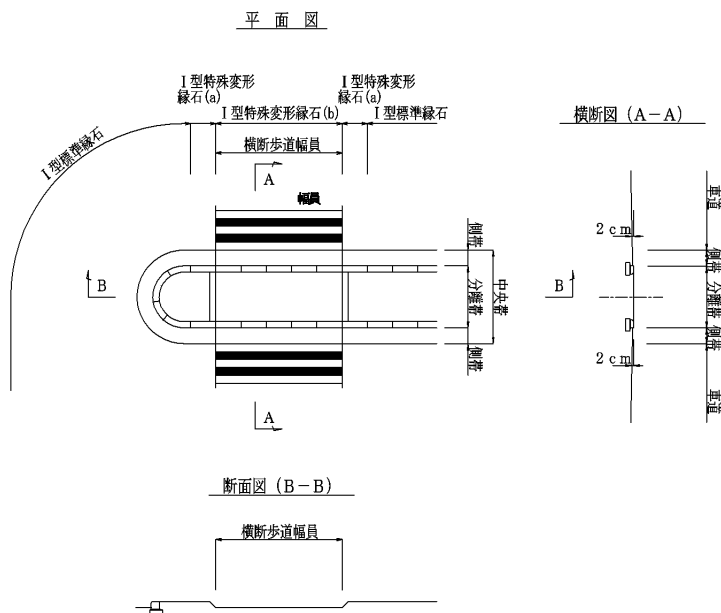 平 面 図
Ⅰ型特殊変形
縁石(a)
Ⅰ型特殊変形
縁石(a)
Ⅰ型特殊変形縁石(b)
Ⅰ型標準縁石
Ⅰ型標準縁石
横断歩道幅員
A
幅員
B
側帯
分離帯
中央帯
側帯
A
横断図(A－A)
車道
2cm
側帯
B
分離帯
側帯
2cm
車道
断面図(B－B)
横断歩道幅員